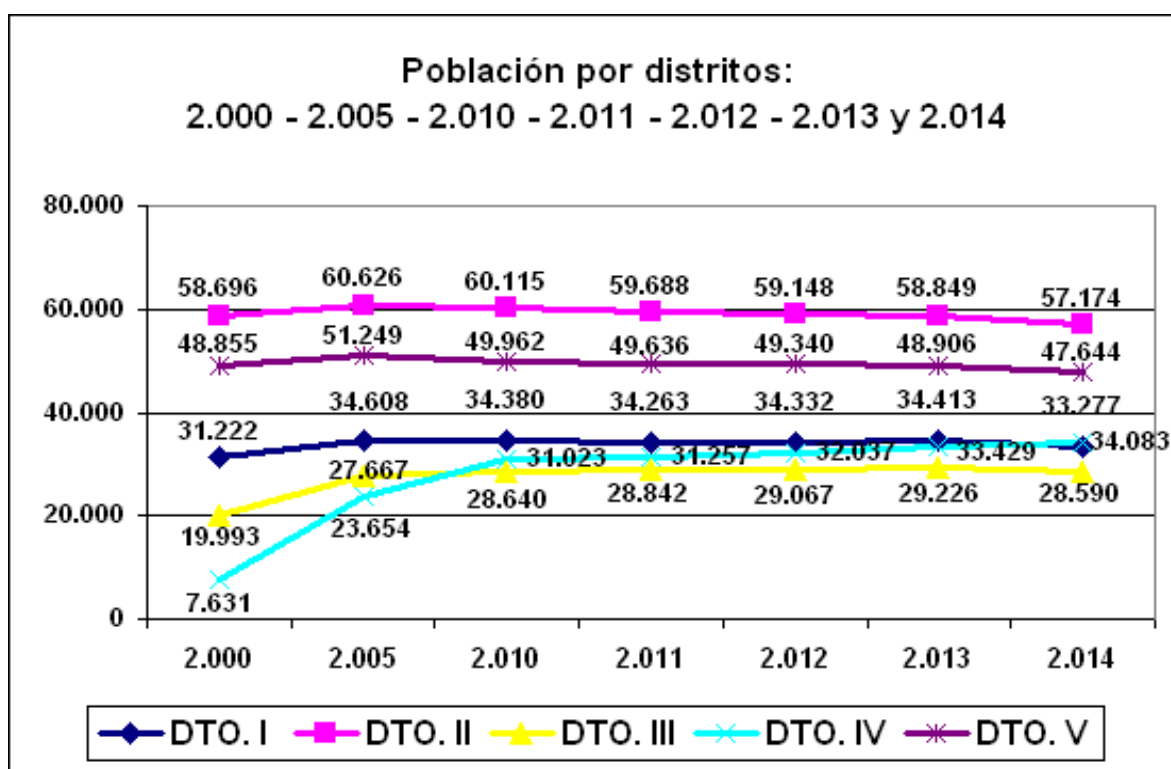 Población por distritos:
2.000 - 2.005 - 2.010 - 2.011 - 2.012 - 2.013 y 2.014
80.000
60.000
40.000
20.000
0
58.696 60.626 60.115 59.688 59.148 58.849 57.174
48.855 51.249 49.962 49.636 49.340 48.906 47.644
31.222 34.608 34.380 34.263 34.332 34.413 33.277
19.993 27.667 28.640 28.842 29.067 29.226 28.590
7.631 23.654 31.023 31.257 32.037 33.429 34.083
2.000 2.005 2.010 2.011 2.012 2.013 2.014
DTO. I DTO. II DTO. III DTO. IV DTO. V